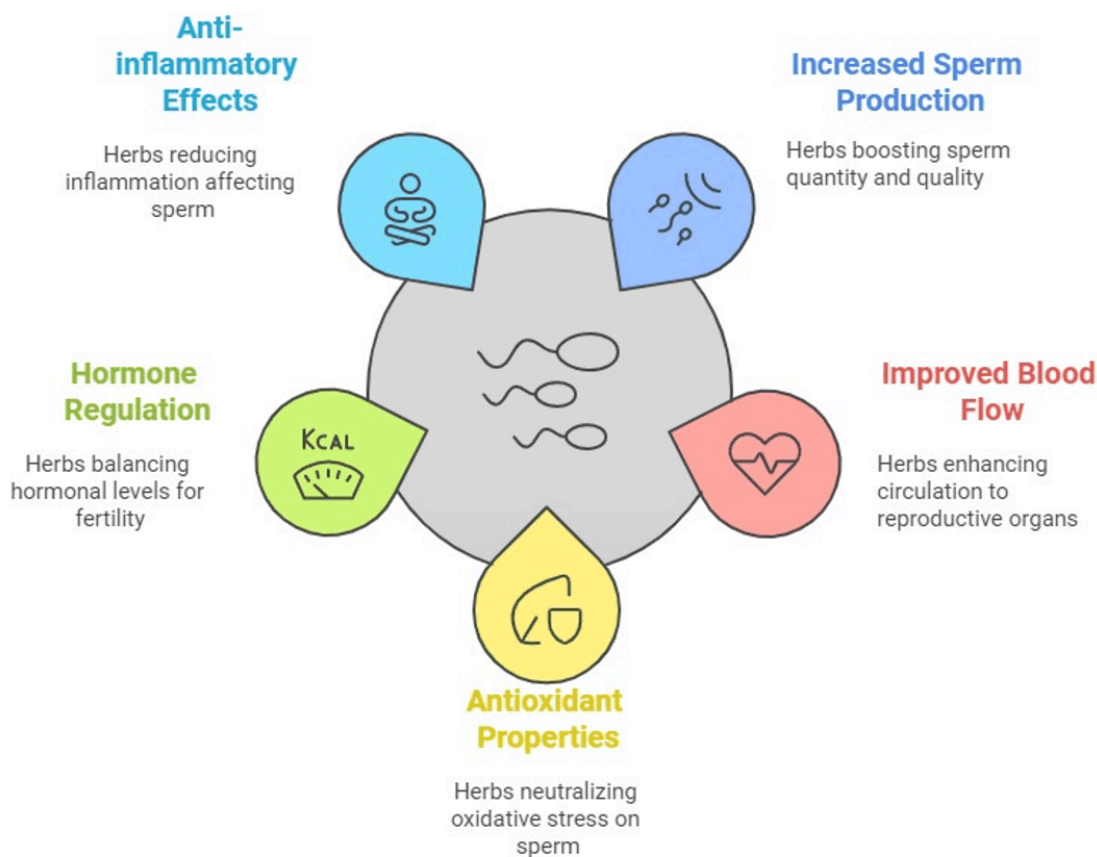 Anti-
inflammatory
Effects
Herbs reducing
inflammation affecting
sperm
Increased Sperm
Production
Herbs boosting sperm
quantity and quality
Hormone
Regulation
Herbs balancing
hormonal levels for
fertility
KCAL
Improved Blood
Flow
Herbs enhancing
circulation to
reproductive organs
Antioxidant
Properties
Herbs neutralizing
oxidative stress on
sperm